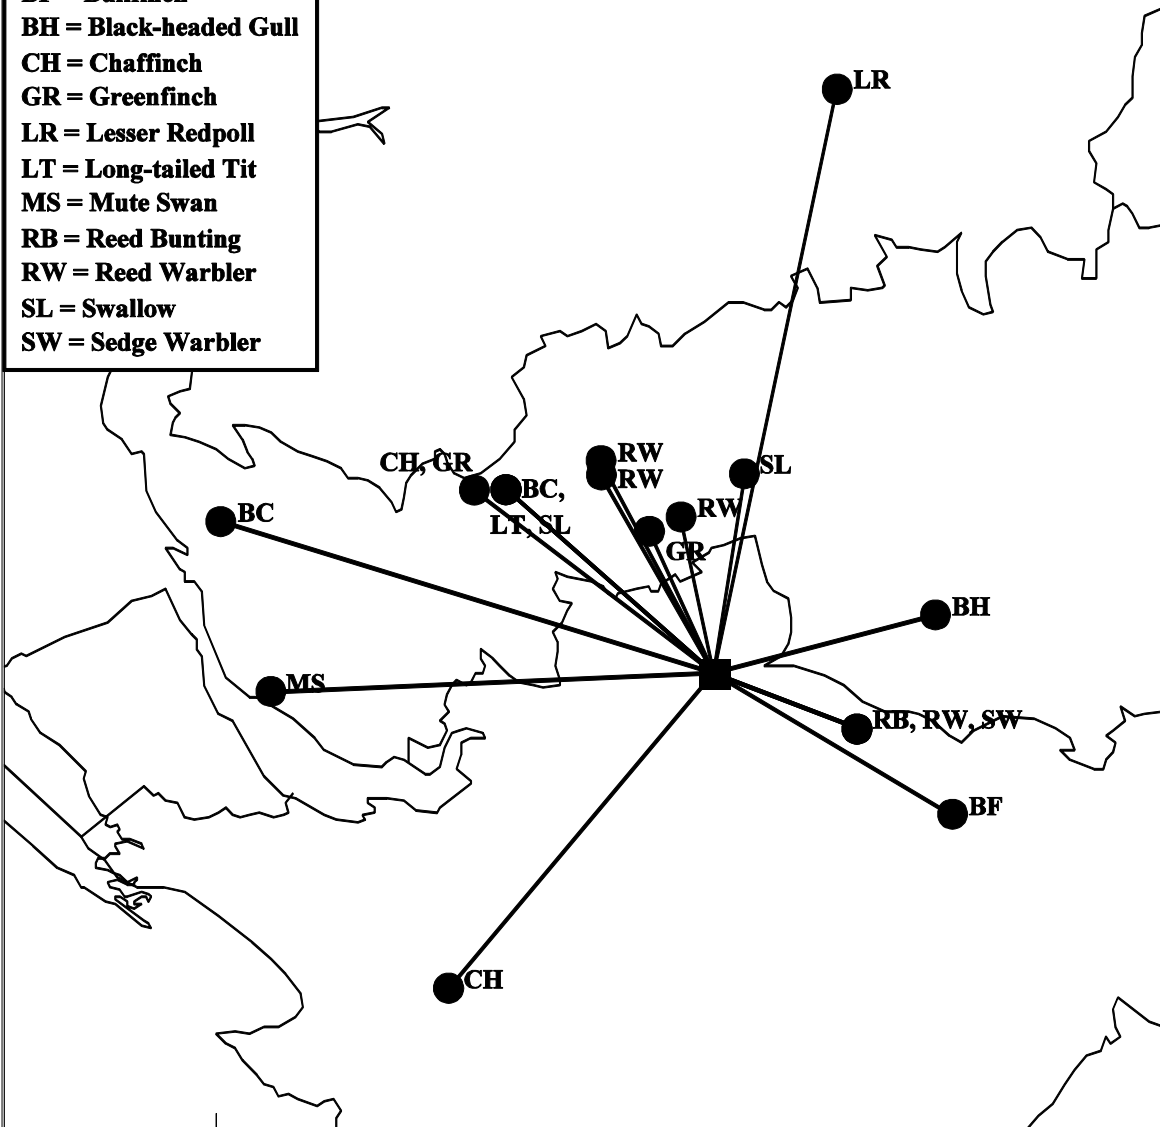 BH = Black-headed Gull
CH = Chaffinch
GR = Greenfinch
LR = Lesser Redpoll
LT = Long-tailed Tit
MS = Mute Swan
RB = Reed Bunting
RW = Reed Warbler
SL = Swallow
SW = Sedge Warbler
LR
RW
CH, GR
SL
RW
BC,
BC
RW
LT, SL
GR
BH
MS
RB, RW, SW
BF
CH